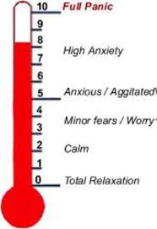 10 Full Panic
9
8 High Anxiety
7
6
5 Anxious / Aggitated
4
3 Minor fears / Worry
2 Calm
1
0 Total Relaxation